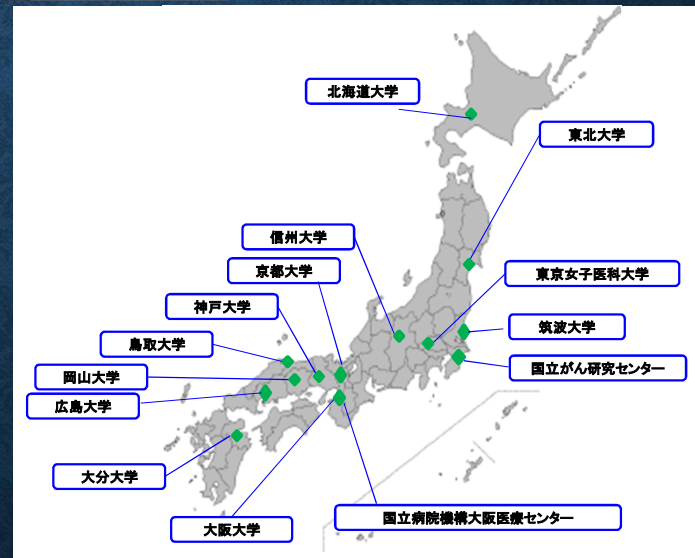 北海道大学
東北大学
信州大学
京都大学
東京女子医科大学
神戸大学
筑波大学
鳥取大学
国立がん研究センター
岡山大学
広島大学
大分大学
国立病院機構大阪医療センター
大阪大学